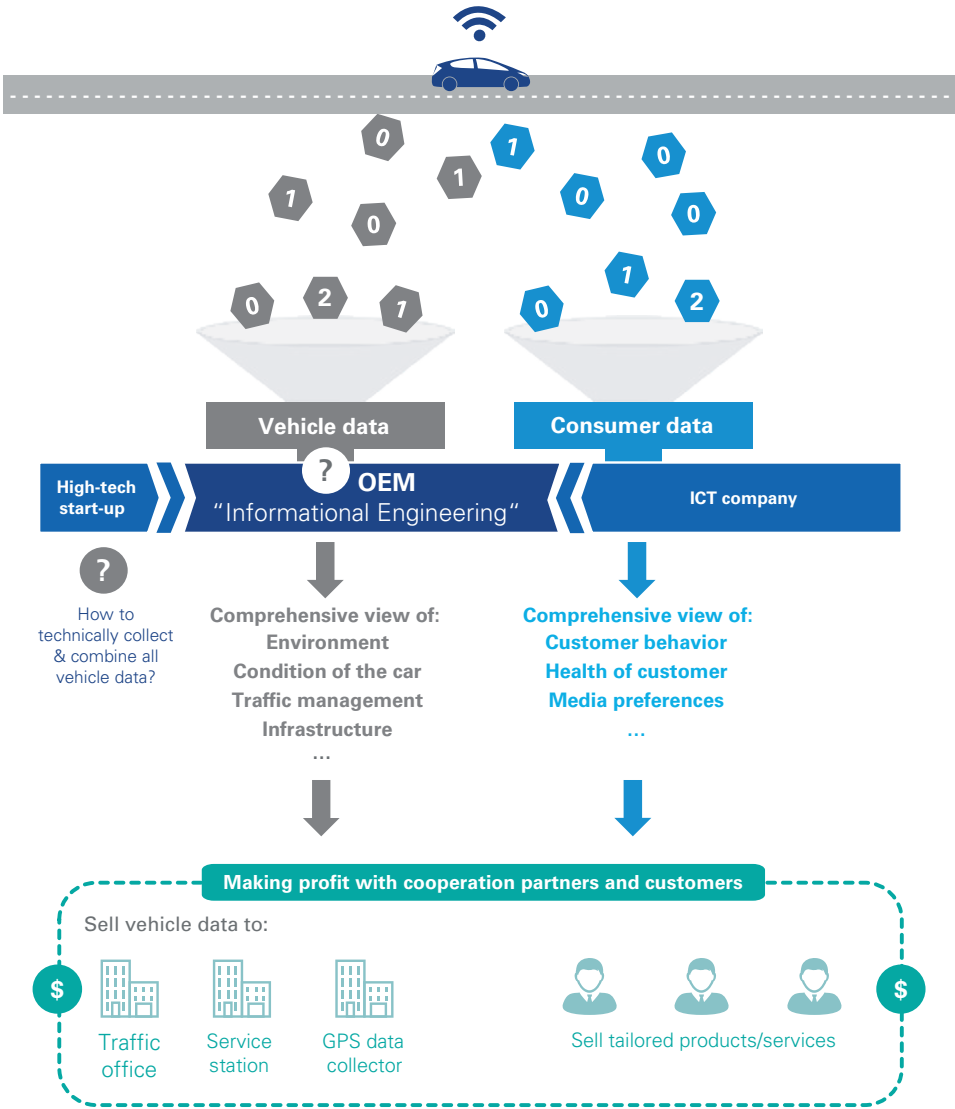 0
1
0
1
1
0
0
0
0
2
1
1
0
2
Vehicle data
Consumer data
?
High-tech
start-up
OEM
“Informational Engineering“
ICT company
?
How to
technically collect
& combine all
vehicle data?
Comprehensive view of:
Environment
Condition of the car
Traffic management
Infrastructure
...
Comprehensive view of:
Customer behavior
Health of customer
Media preferences
...
Making profit with cooperation partners and customers
Sell vehicle data to:
$
$
Traffic
office
Service
station
GPS data
collector
Sell tailored products/services